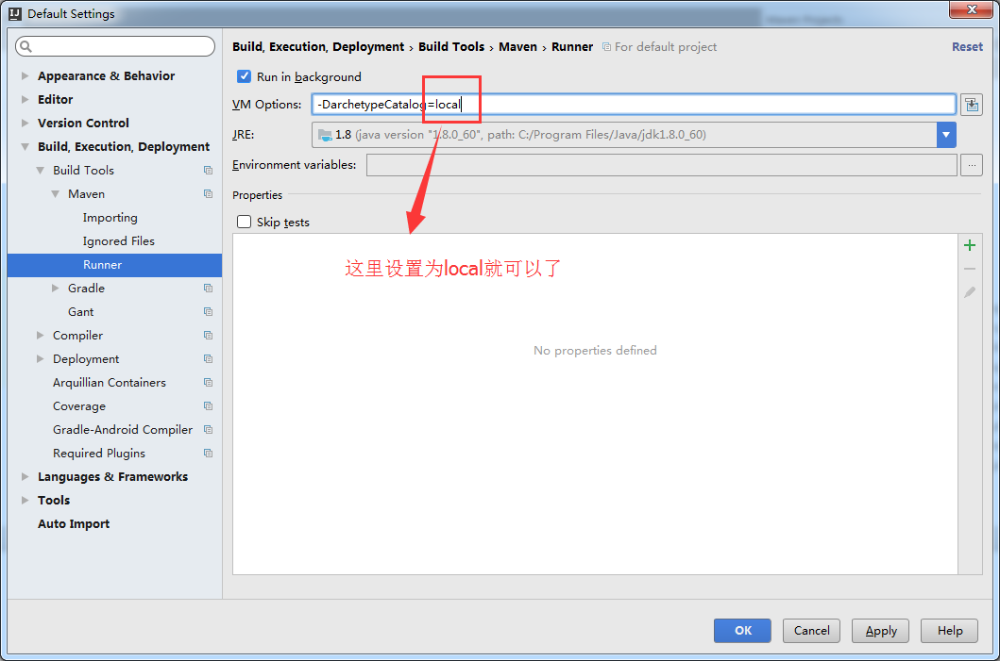 Default Settings
Build, Execution, Deployment › Build Tools › Maven › Runner For default project Reset
Run in background
VM Options: -DarchetypeCatalog=local
JRE: 1.8 (java version "1.8.0_60", path: C:/Program Files/Java/jdk1.8.0_60)
Environment variables: ...
Properties
Skip tests
这里设置为local就可以了
No properties defined
Appearance & Behavior
Editor
Version Control
Build, Execution, Deployment
Build Tools
Maven
Importing
Ignored Files
Runner
Gradle
Gant
Compiler
Deployment
Arquillian Containers
Coverage
Gradle-Android Compiler
Required Plugins
Languages & Frameworks
Tools
Auto Import
OK Cancel Apply Help